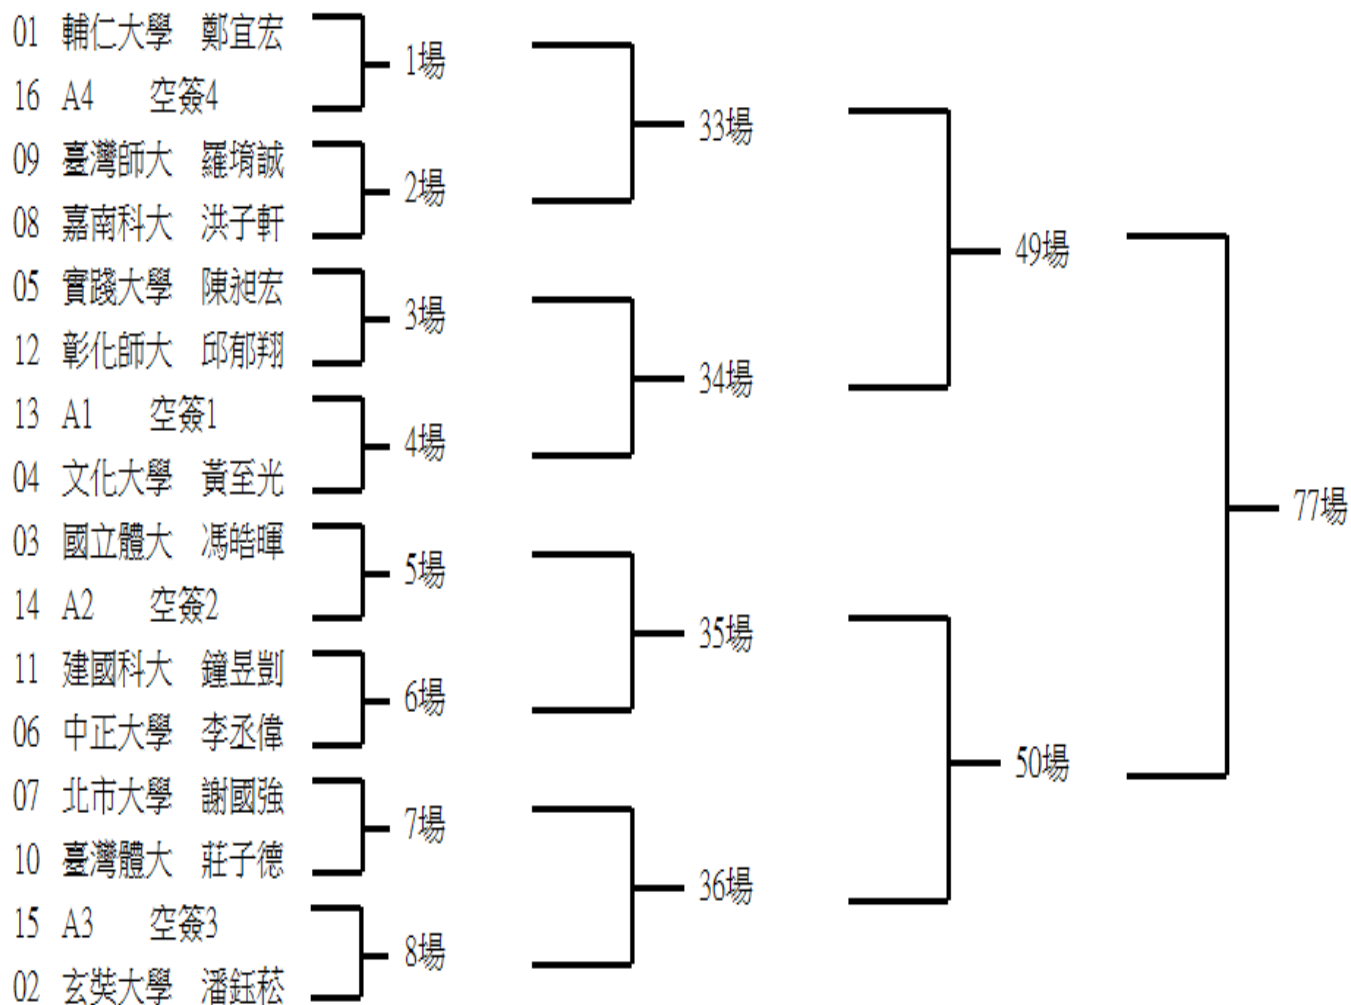 01 輔仁大學 鄭宜宏
1場
16 A4 空簽4
33場
09 臺灣師大 羅堉誠
2場
08 嘉南科大 洪子軒
49場
05 實踐大學 陳昶宏
3場
12 彰化師大 邱郁翔
34場
13 A1 空簽1
4場
04 文化大學 黃至光
77場
03 國立體大 馮皓暉
5場
14 A2 空簽2
35場
11 建國科大 鐘昱剴
6場
06 中正大學 李丞偉
50場
07 北市大學 謝國強
7場
10 臺灣體大 莊子德
36場
15 A3 空簽3
8場
02 玄奘大學 潘鈺菘